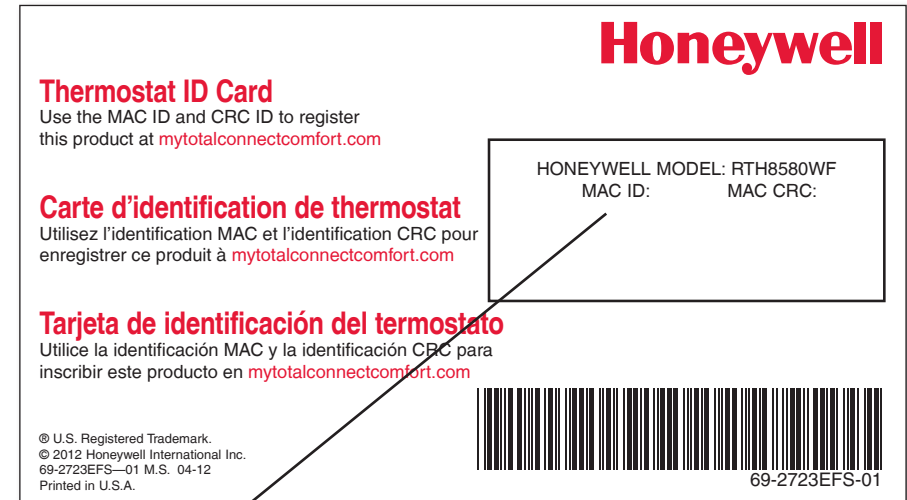 Honeywell
Thermostat ID Card
Use the MAC ID and CRC ID to register
this product at mytotalconnectcomfort.com
HONEYWELL MODEL: RTH8580WF
MAC ID: MAC CRC:
Carte d’identification de thermostat
Utilisez l’identification MAC et l’identification CRC pour
enregistrer ce produit à mytotalconnectcomfort.com
Tarjeta de identificación del termostato
Utilice la identificación MAC y la identificación CRC para
inscribir este producto en mytotalconnectcomfort.com
® U.S. Registered Trademark.
© 2012 Honeywell International Inc.
69-2723EFS—01 M.S. 04-12
Printed in U.S.A.
69-2723EFS-01